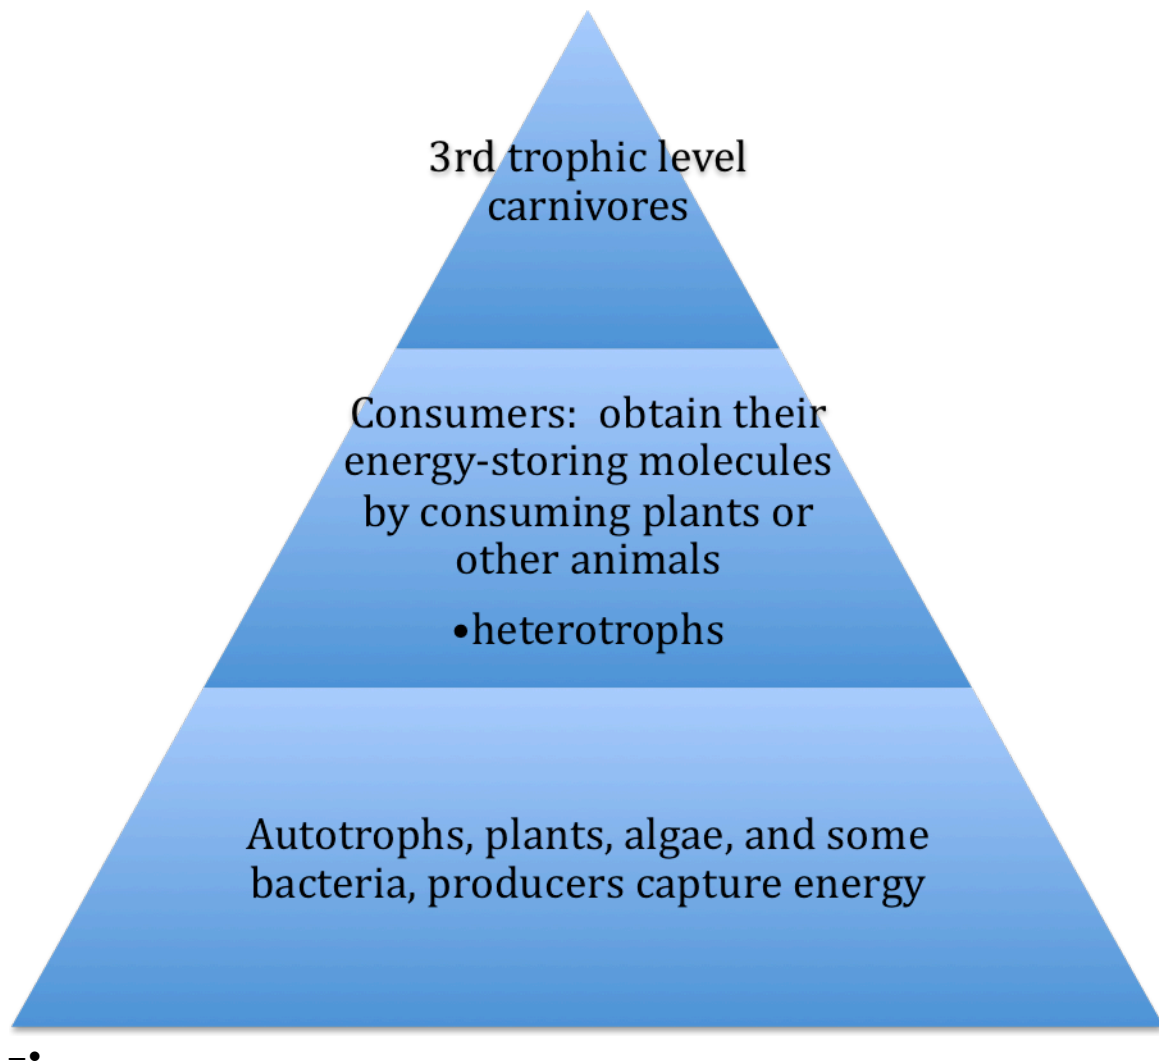 3rd trophic level
carnivores
Consumers:  obtain their
energy-storing molecules
by consuming plants or
other animals
•heterotrophs
Autotrophs, plants, algae, and some
bacteria, producers capture energy
–•